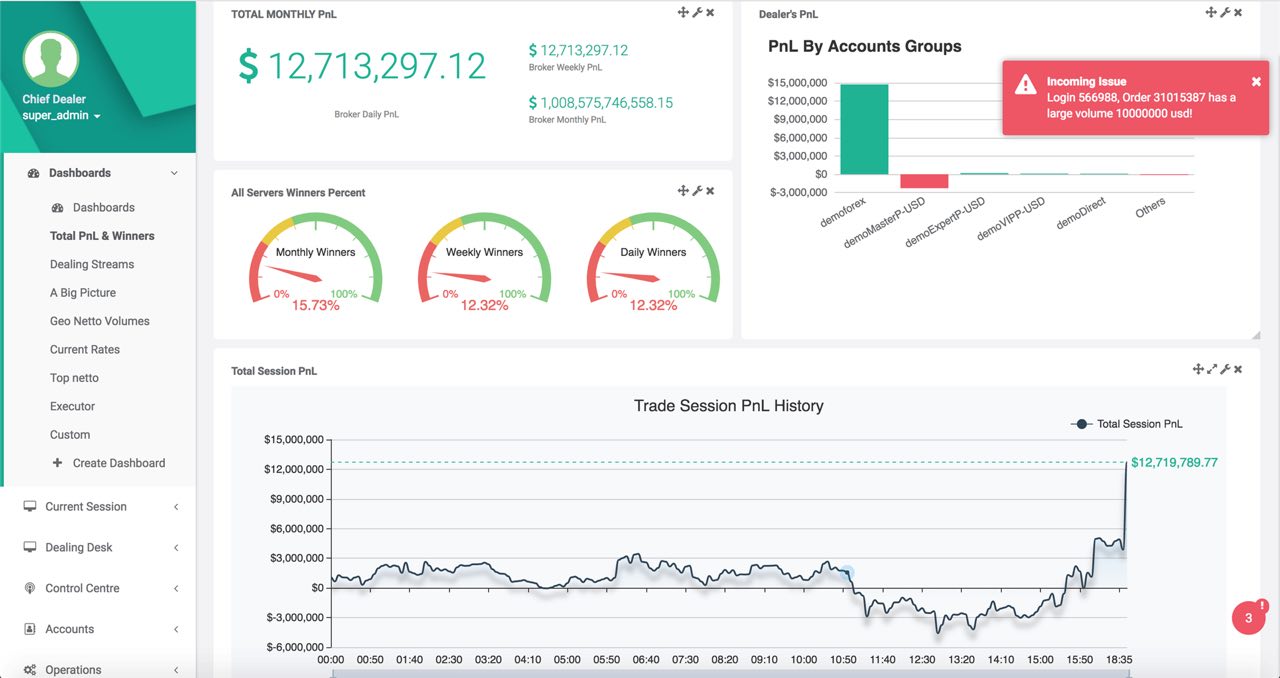 Chief Dealer
super_admin
Dashboards
Dashboards
Total PnL & Winners
Dealing Streams
A Big Picture
Geo Netto Volumes
Current Rates
Top netto
Executor
Custom
Create Dashboard
Current Session
Dealing Desk
Control Centre
Accounts
Operations
TOTAL MONTHLY PnL
$ 12,713,297.12
Broker Daily PnL
$ 12,713,297.12
Broker Weekly PnL
$ 1,008,575,746,558.15
Broker Monthly PnL
Dealer's PnL
PnL By Accounts Groups
$15,000,000
$12,000,000
$9,000,000
$6,000,000
$3,000,000
$0
$-3,000,000
demoforex
demoMasterP-USD
demoExpertP-USD
demoVIPP-USD
demoDirect
Others
Incoming Issue
Login 566988, Order 31015387 has a
large volume 10000000 usd!
All Servers Winners Percent
Monthly Winners
0% 100%
15.73%
Weekly Winners
0% 100%
12.32%
Daily Winners
0% 100%
12.32%
Total Session PnL
Trade Session PnL History
Total Session PnL
$15,000,000
$12,000,000
$9,000,000
$6,000,000
$3,000,000
$0
$-3,000,000
$-6,000,000
$12,719,789.77
00:00 00:50 01:40 02:30 03:20 04:10 05:00 05:50 06:40 07:30 08:20 09:10 10:00 10:50 11:40 12:30 13:20 14:10 15:00 15:50 18:35
3
!